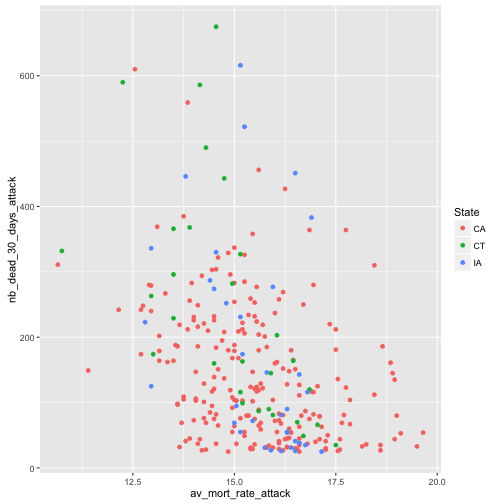 600
400
200
0
nb_dead_30_days_attack
12.5 15.0 17.5 20.0
av_mort_rate_attack
State
CA
CT
IA